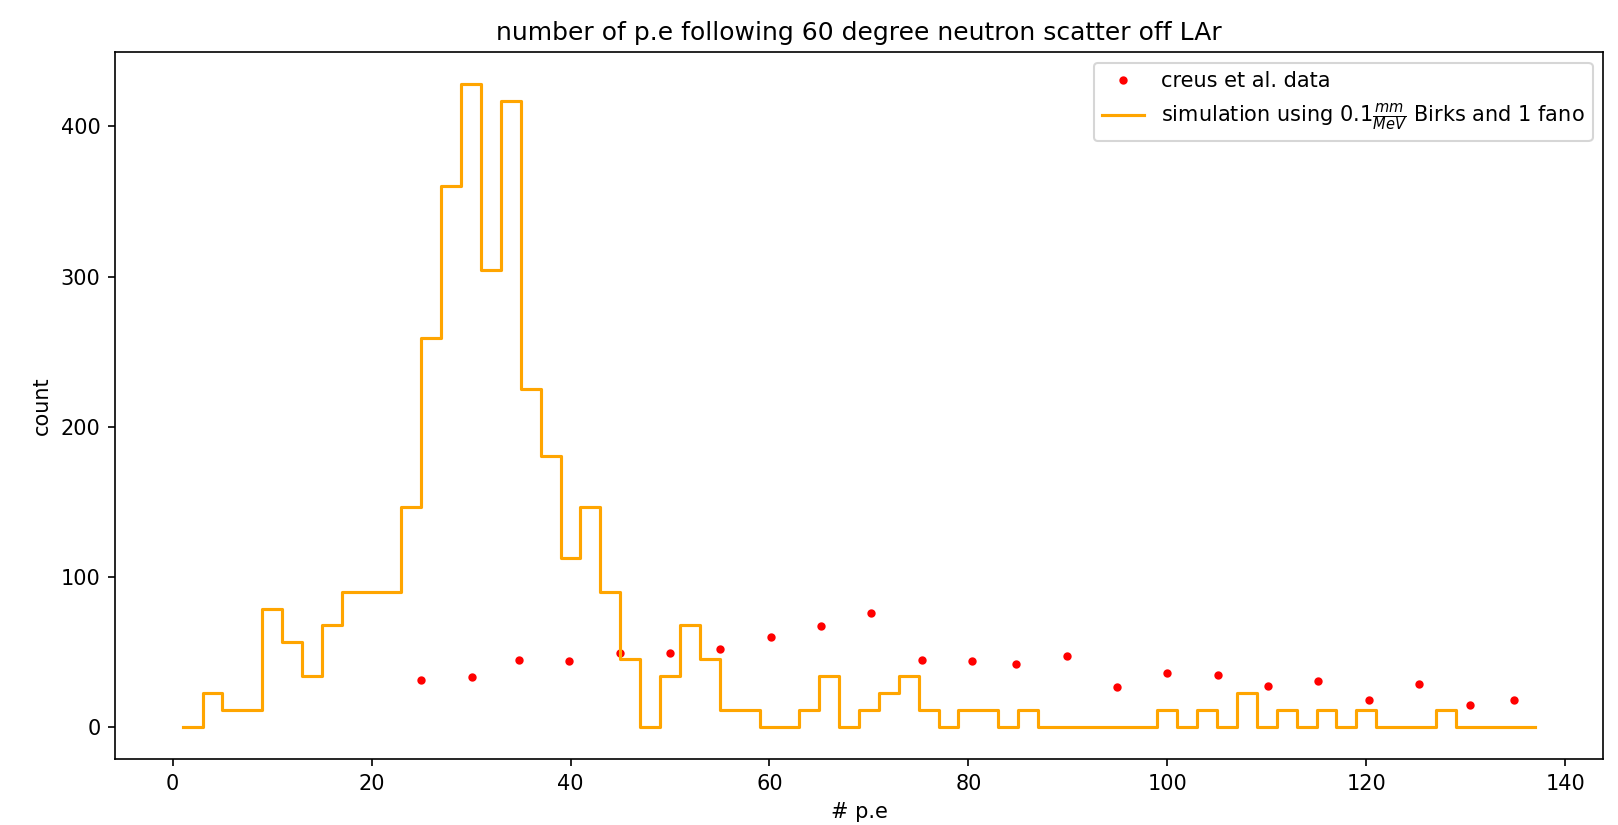 number of p.e following 60 degree neutron scatter off LAr
creus et al. data
simulation using 0.1 mm/MeV Birks and 1 fano
count
400
300
200
100
0
0 20 40 60 80 100 120 140
# p.e